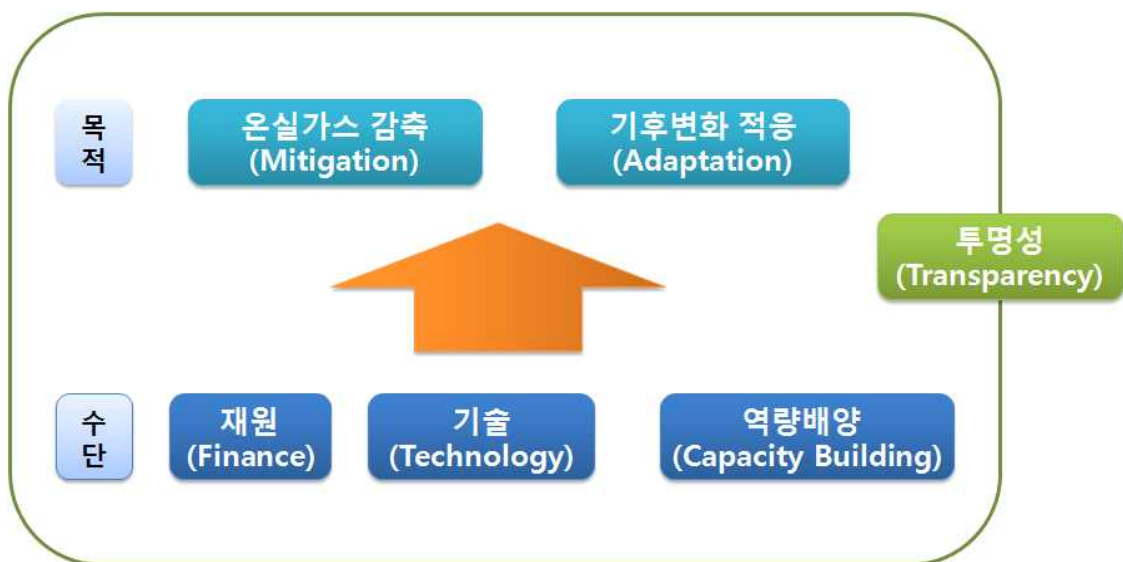 목
적
온실가스 감축
(Mitigation)
기후변화 적응
(Adaptation)
투명성
(Transparency)
수
단
재원
(Finance)
기술
(Technology)
역량배양
(Capacity Building)